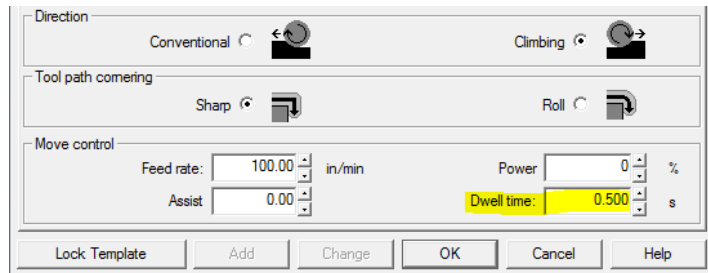 Direction
Conventional Climbing
Tool path cornering
Sharp Roll
Move control
Feed rate: 100.00 in/min Power 0 %
Assist 0.00 Dwell time: 0.500 s
Lock Template Add Change OK Cancel Help